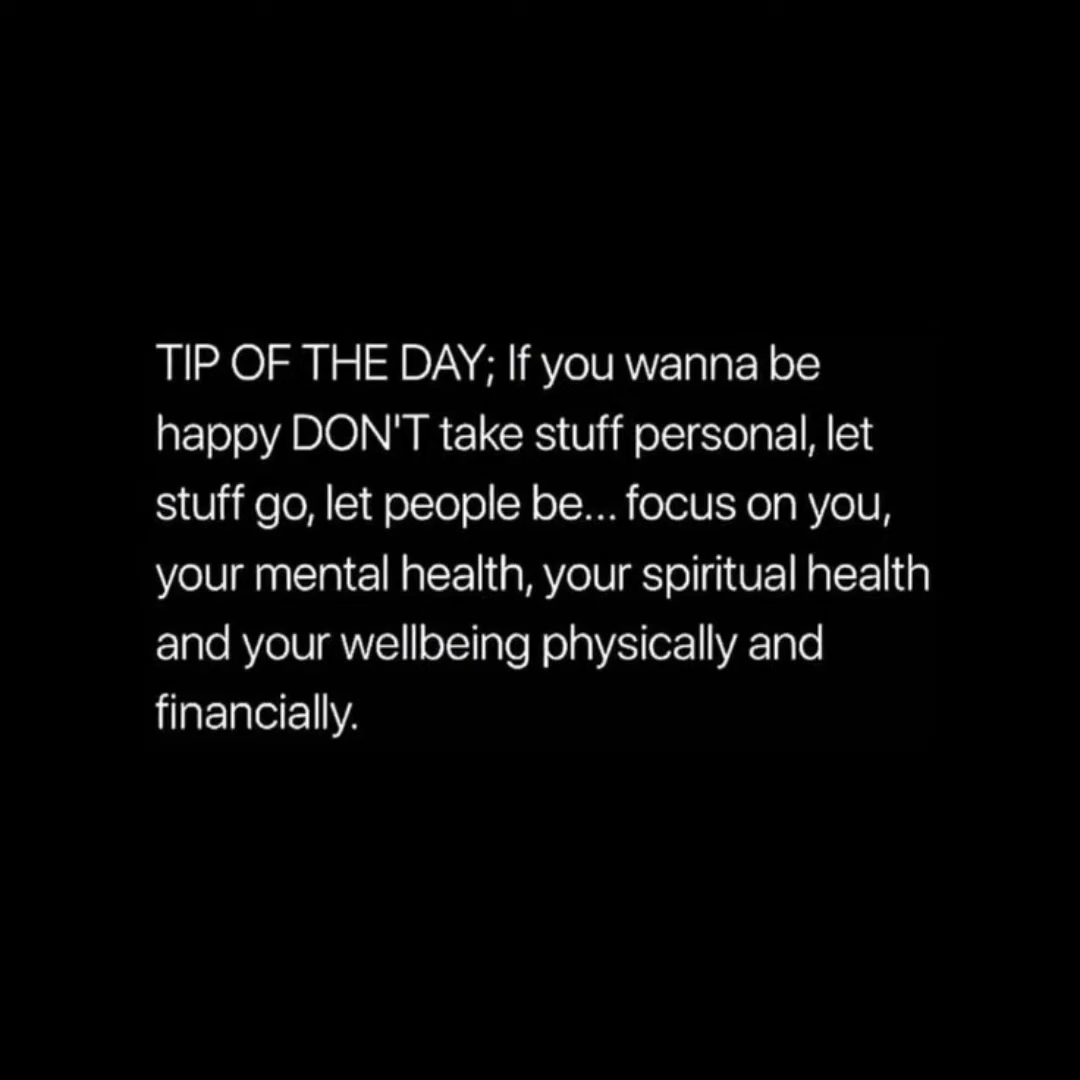 TIP OF THE DAY; If you wanna be
happy DON'T take stuff personal, let
stuff go, let people be... focus on you,
your mental health, your spiritual health
and your wellbeing physically and
financially.